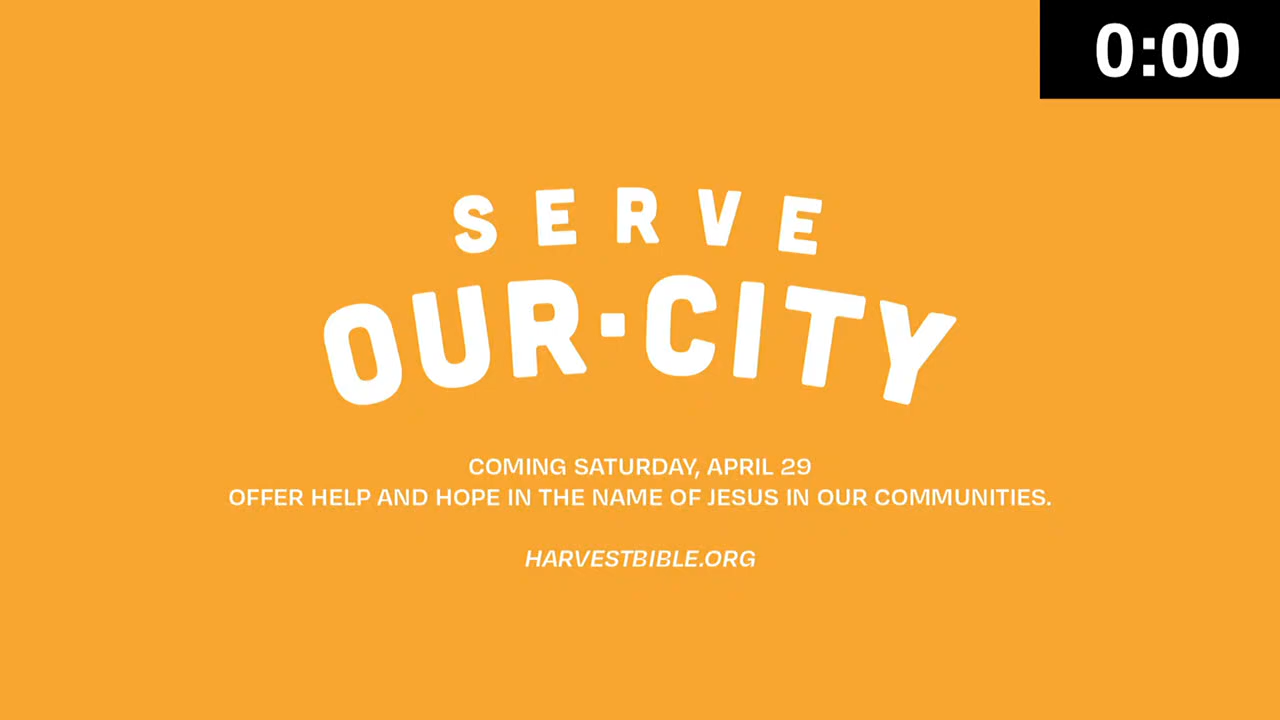 0:00
SERVE
OUR·CITY
COMING SATURDAY, APRIL 29
OFFER HELP AND HOPE IN THE NAME OF JESUS IN OUR COMMUNITIES.
HARVESTBIBLE.ORG